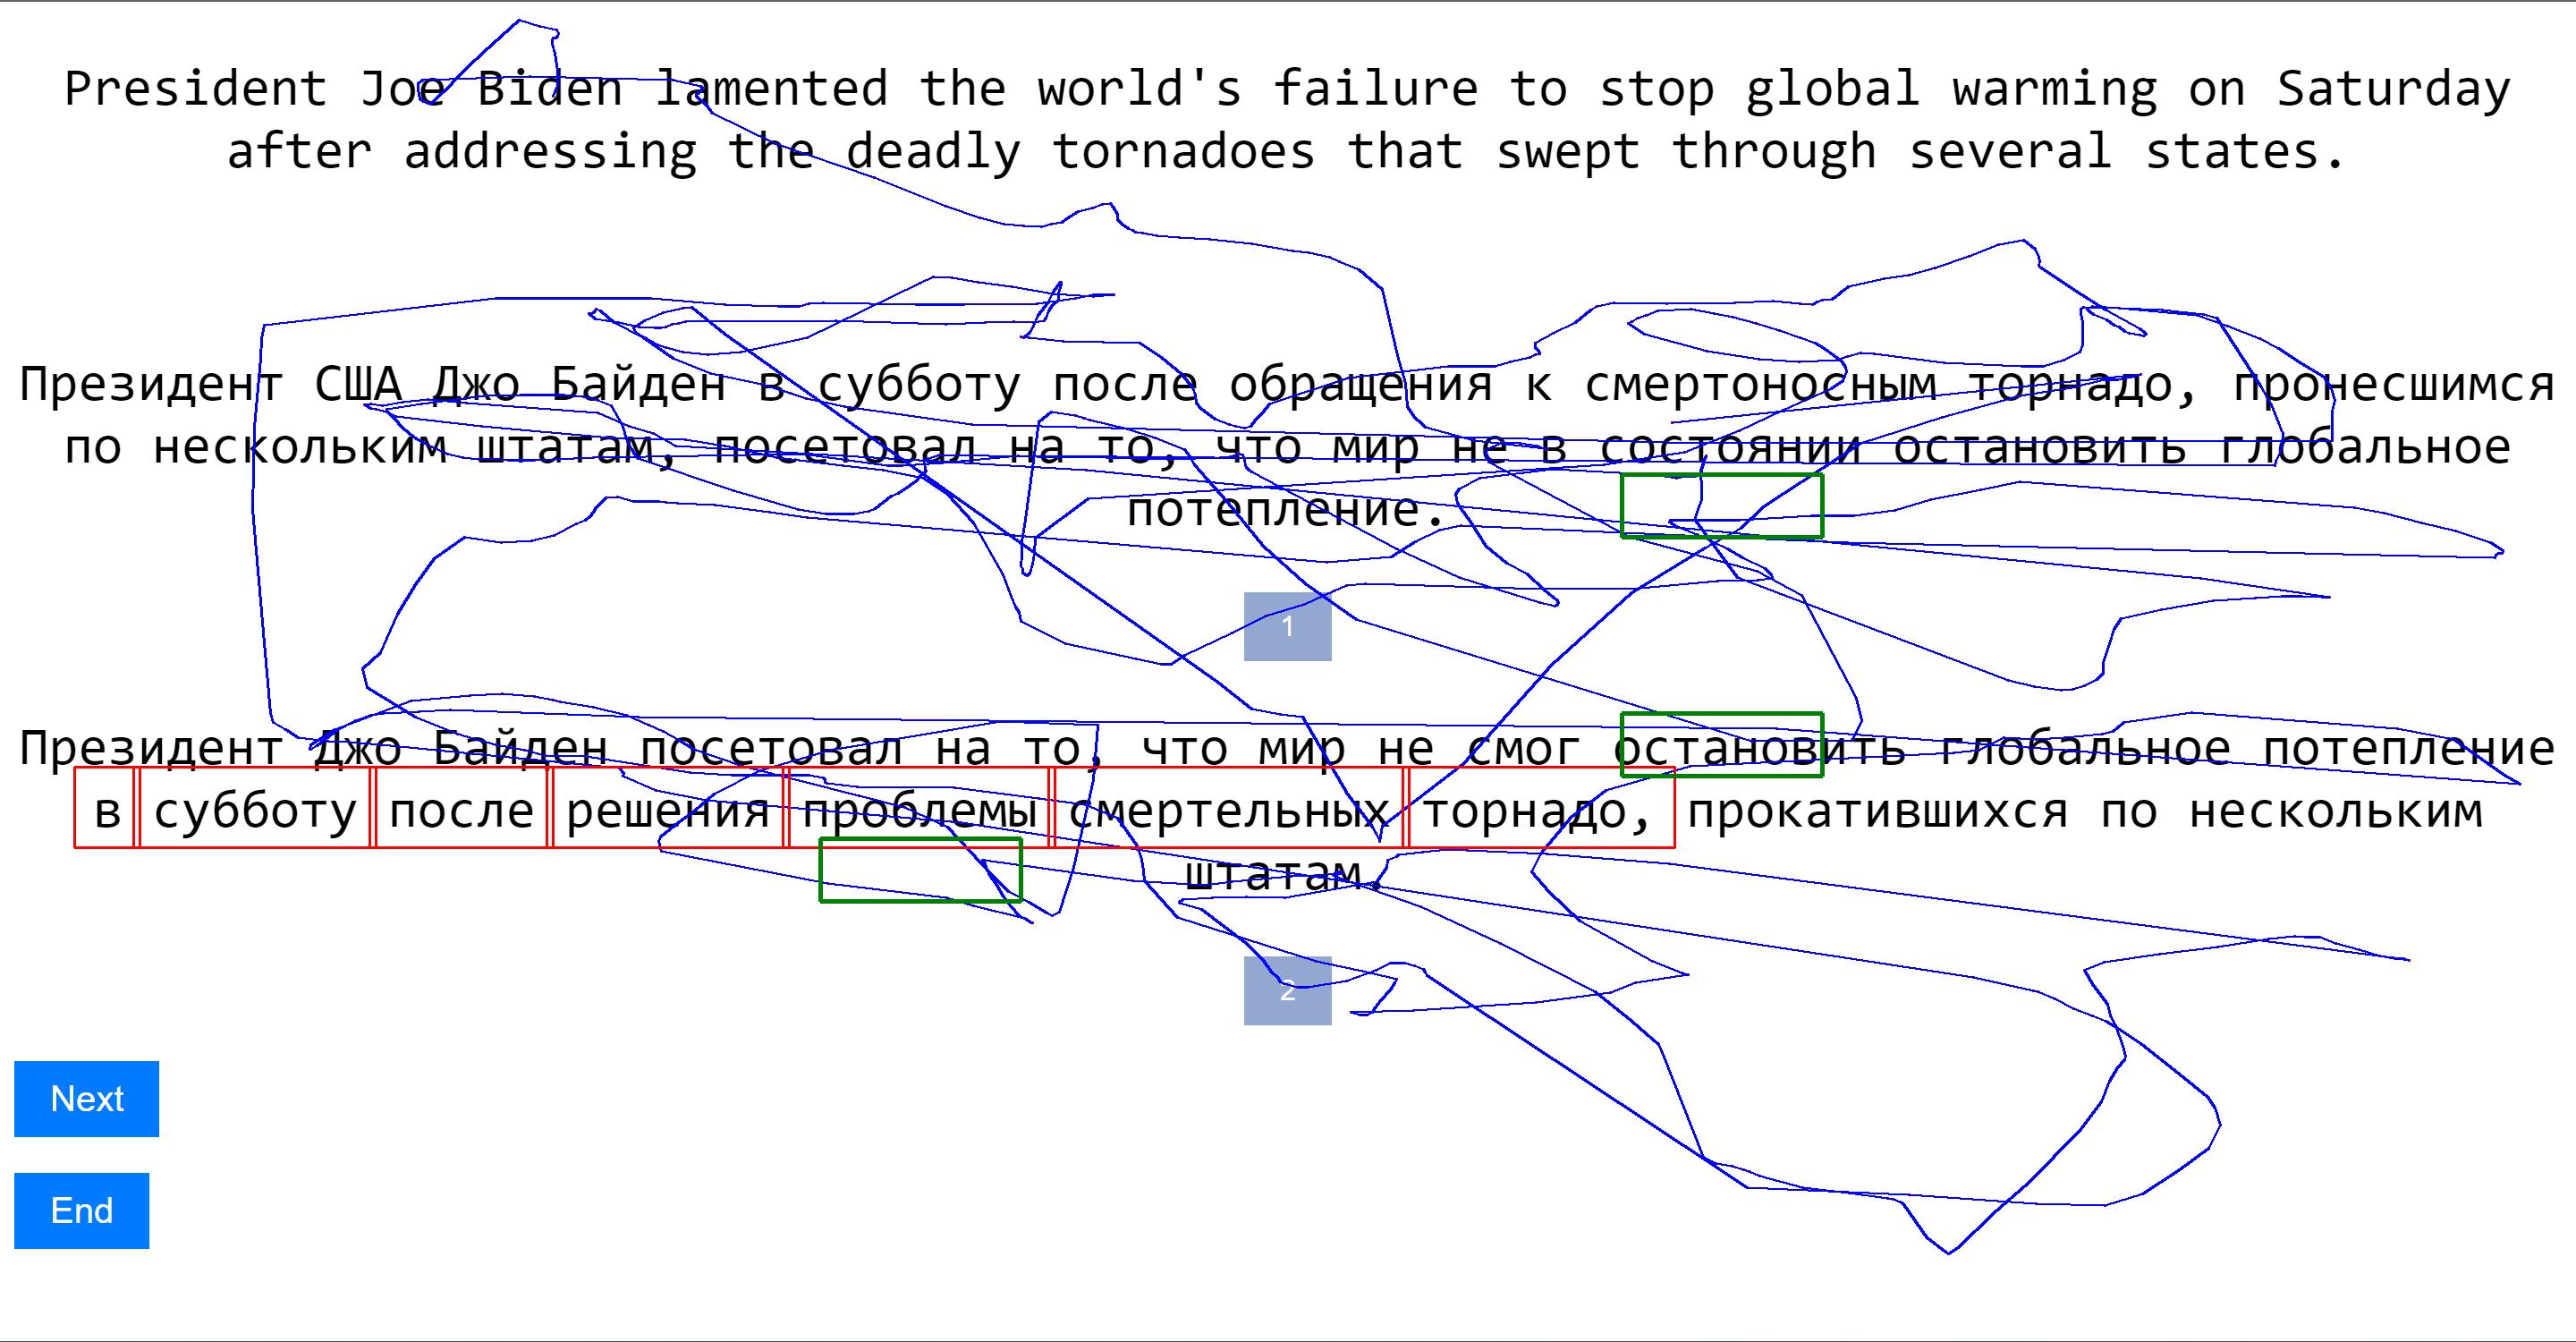 President Joe Biden lamented the world's failure to stop global warming on Saturday
after addressing the deadly tornadoes that swept through several states.
Президент США Джо Байден в субботу после обращения к смертоносным торнадо, пронесшимся
по нескольким штатам, посетовал на то, что мир не в состоянии остановить глобальное
потепление.
1
Президент Джо Байден посетовал на то, что мир не смог остановить глобальное потепление
в субботу после решения проблемы смертельных торнадо, прокатившихся по нескольким
штатам.
2
Next
End